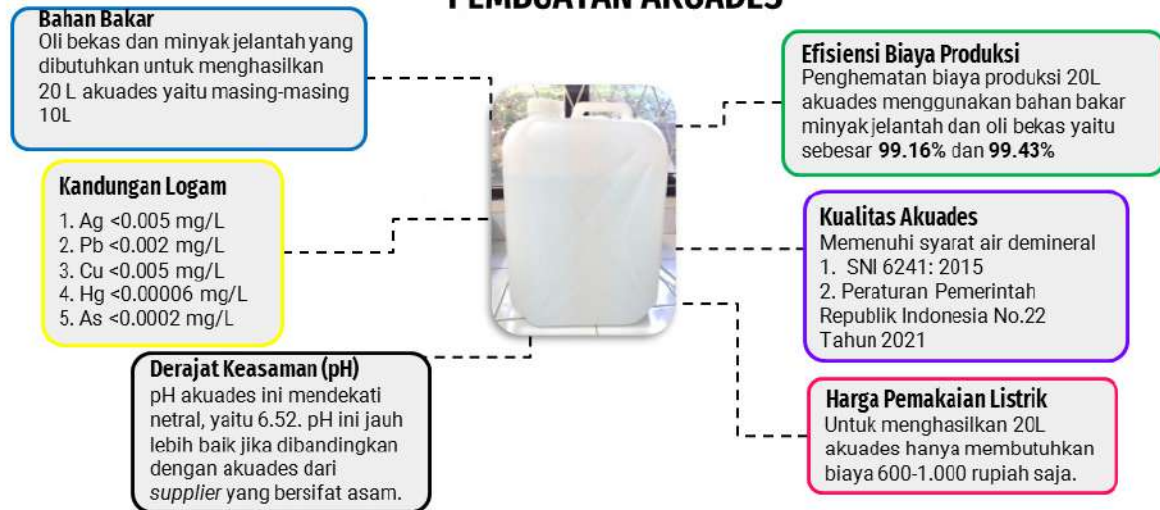 PEMBUATAN AKUADES
Bahan Bakar
Oli bekas dan minyak jelantah yang
dibutuhkan untuk menghasilkan
20 L akuades yaitu masing-masing
10L
Kandungan Logam
1. Ag <0.005 mg/L
2. Pb <0.002 mg/L
3. Cu <0.005 mg/L
4. Hg <0.00006 mg/L
5. As <0.0002 mg/L
Derajat Keasaman (pH)
pH akuades ini mendekati
netral, yaitu 6.52. pH ini jauh
lebih baik jika dibandingkan
dengan akuades dari
supplier yang bersifat asam.
Efisiensi Biaya Produksi
Penghematan biaya produksi 20L
akuades menggunakan bahan bakar
minyak jelantah dan oli bekas yaitu
sebesar 99.16% dan 99.43%
Kualitas Akuades
Memenuhi syarat air demineral
1. SNI 6241: 2015
2. Peraturan Pemerintah
Republik Indonesia No.22
Tahun 2021
Harga Pemakaian Listrik
Untuk menghasilkan 20L
akuades hanya membutuhkan
biaya 600-1.000 rupiah saja.